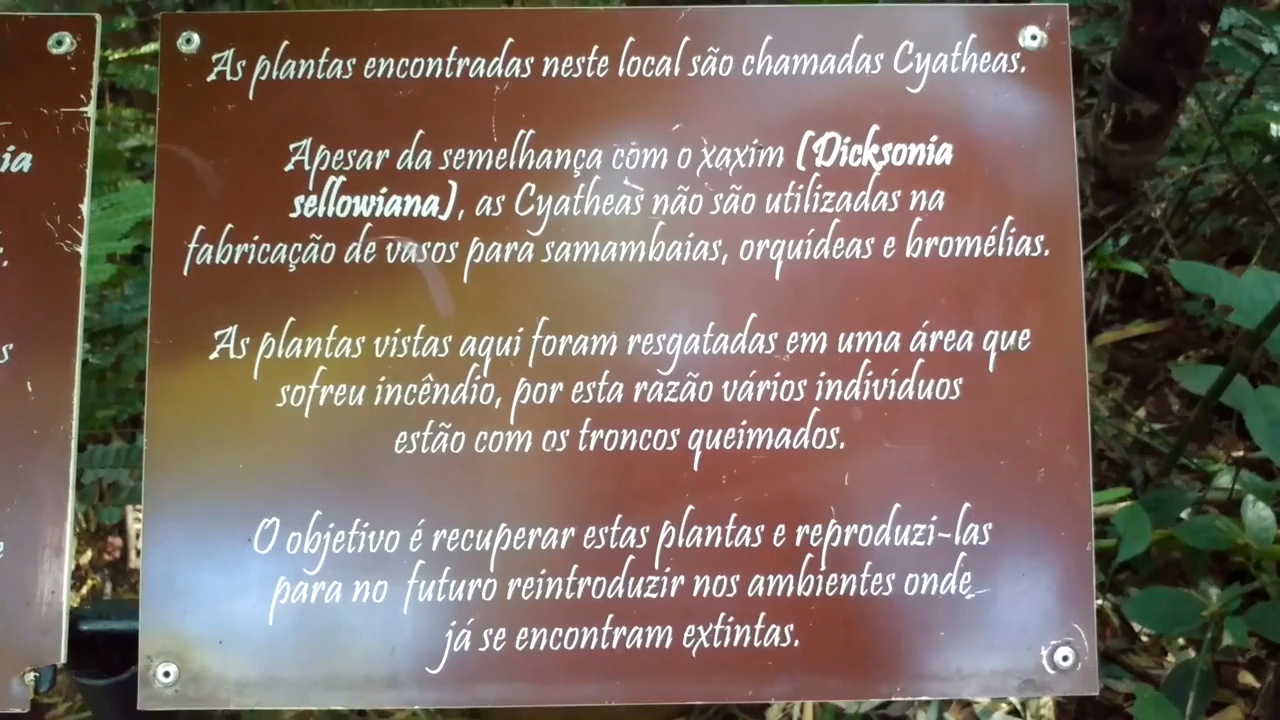 As plantas encontradas neste local são chamadas Cyatheas.
Apesar da semelhança com o xaxim (Dicksonia
sellowiana), as Cyatheas não são utilizadas na
fabricação de vasos para samambaias, orquídeas e bromélias.
As plantas vistas aqui foram resgatadas em uma área que
sofreu incêndio, por esta razão vários indivíduos
estão com os troncos queimados.
O objetivo é recuperar estas plantas e reproduzi-las
para no futuro reintroduzir nos ambientes onde
já se encontram extintas.